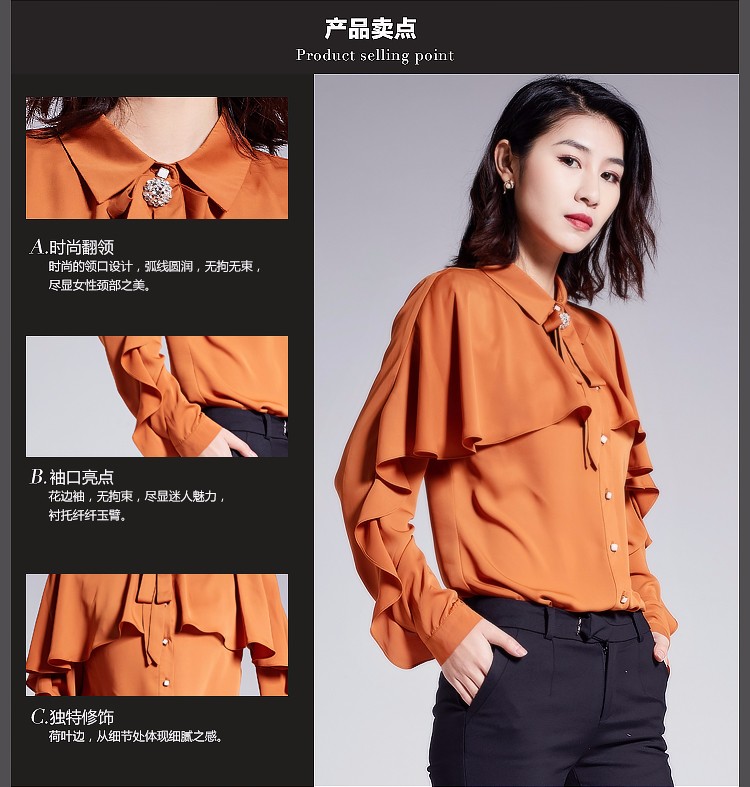 产品卖点
Product selling point
A.时尚翻领
时尚的领口设计，弧线圆润，无拘无束，
尽显女性颈部之美。
B.袖口亮点
花边袖，无拘束，尽显迷人魅力，
衬托纤纤玉臂。
C.独特修饰
荷叶边，从细节处体现细腻之感。